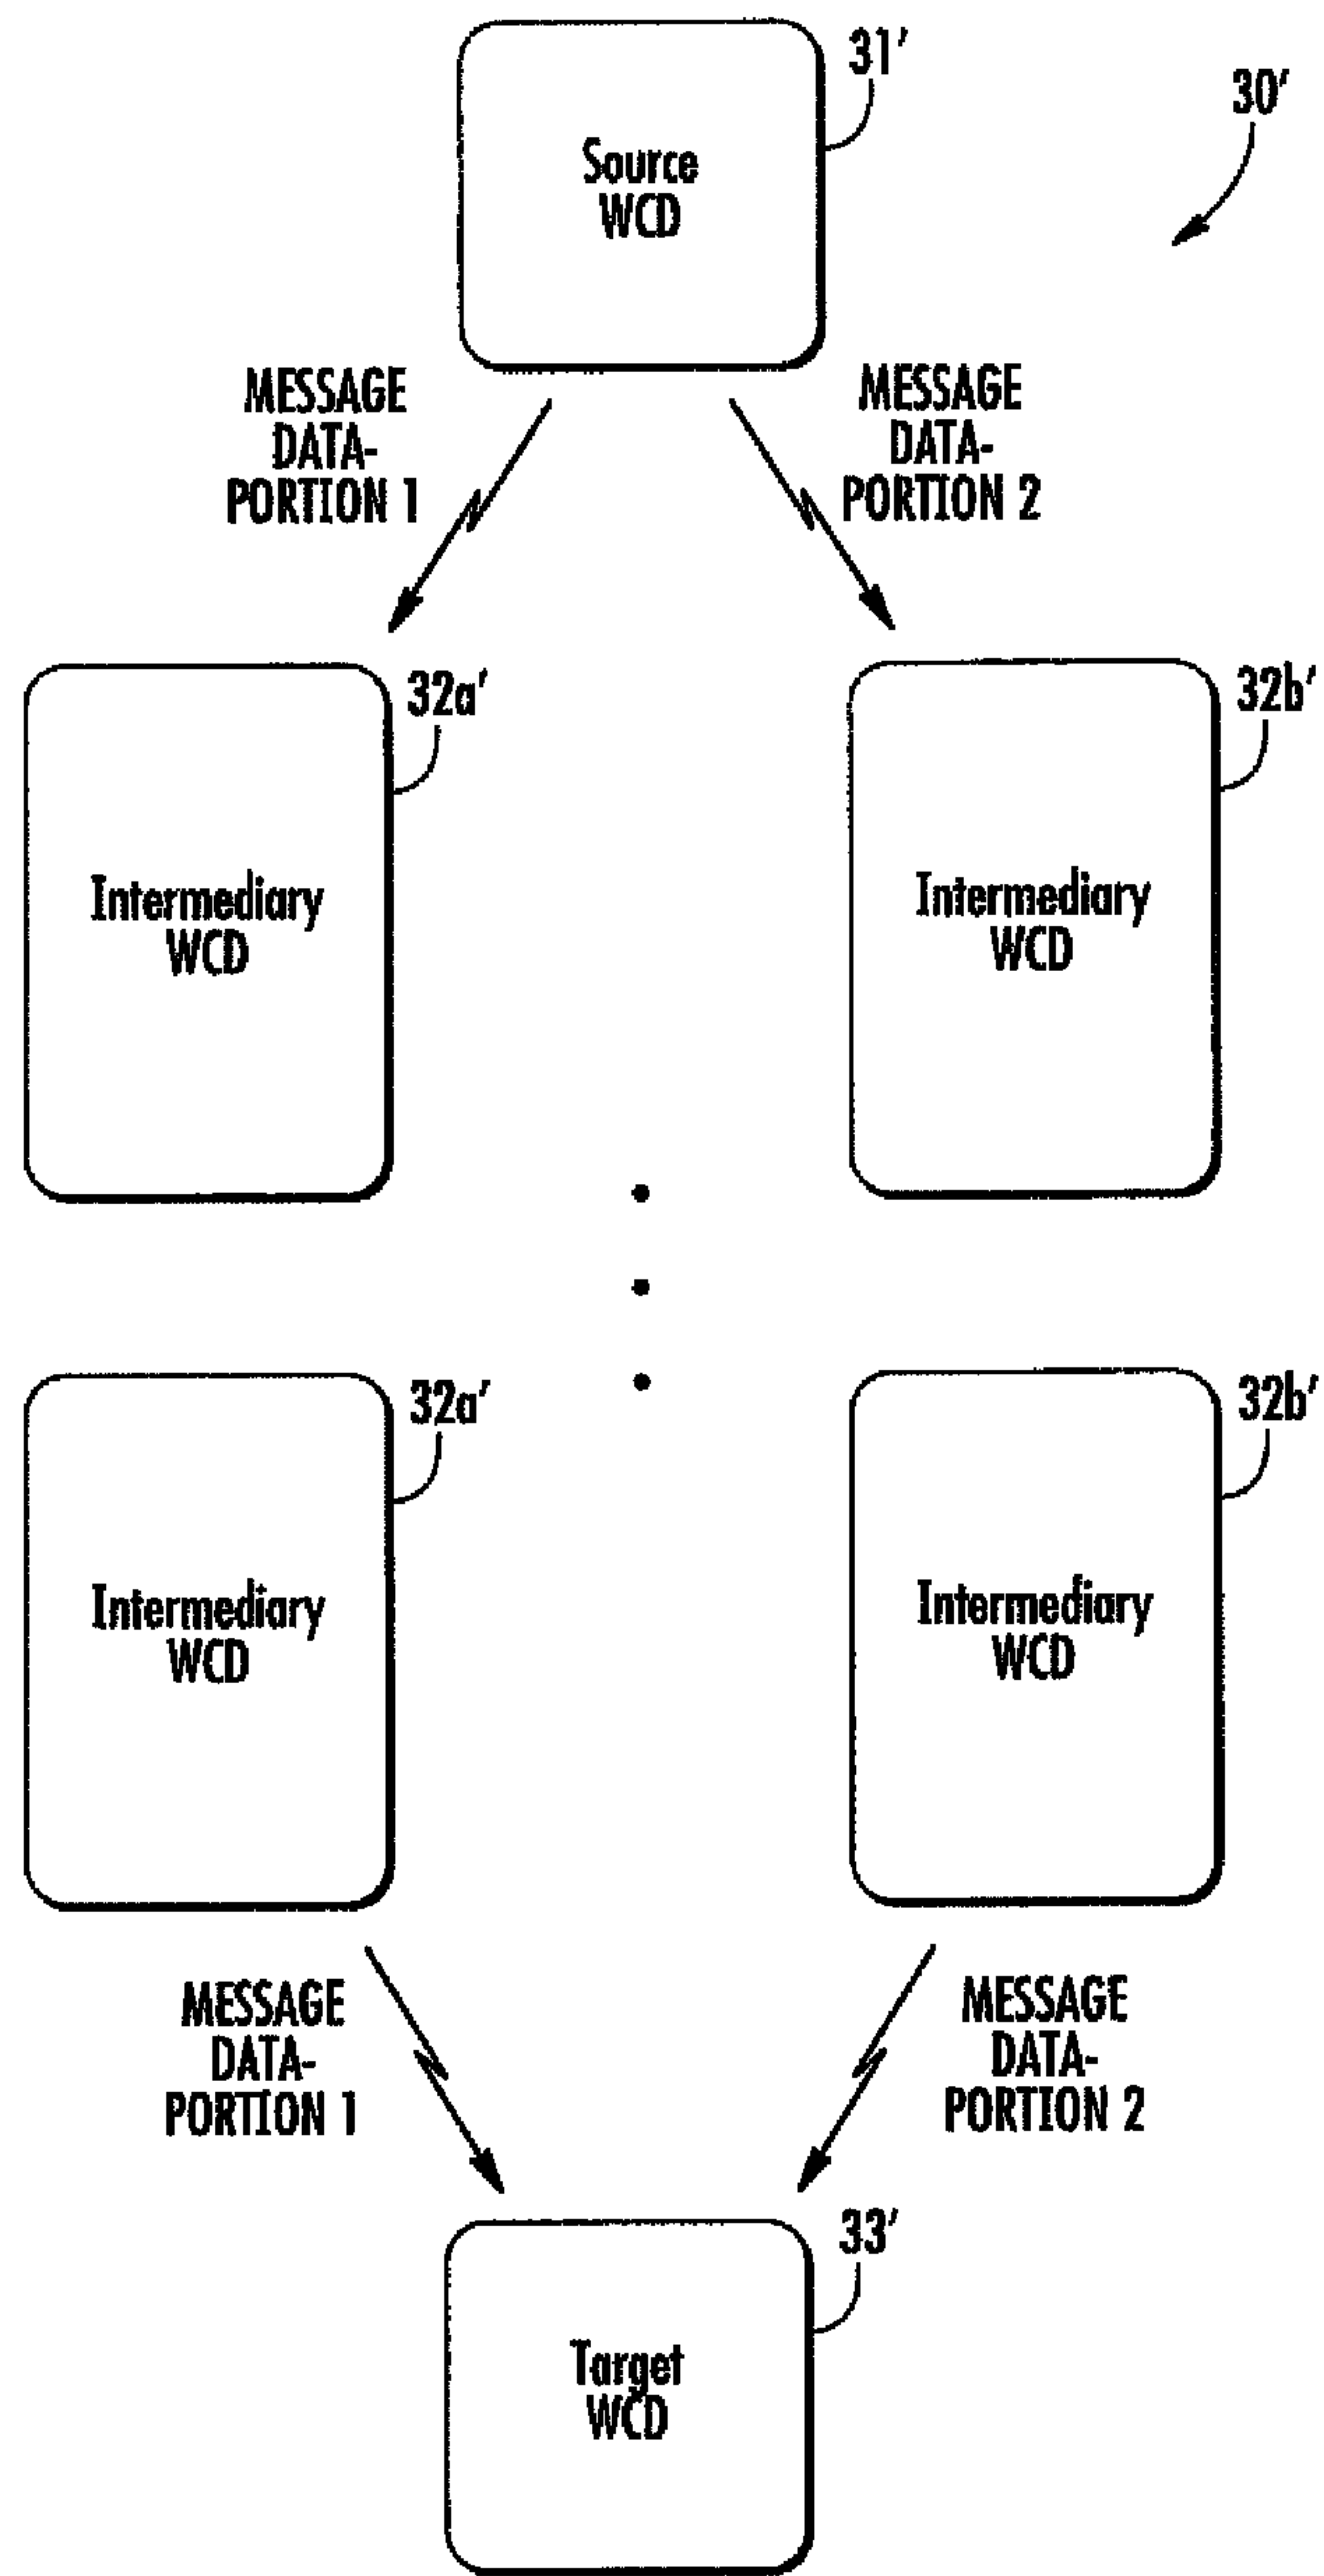 31'
30'
Source
WCD
MESSAGE
DATA-
PORTION 1
MESSAGE
DATA-
PORTION 2
32a'
32b'
Intermediary
WCD
Intermediary
WCD
32a'
32b'
Intermediary
WCD
Intermediary
WCD
MESSAGE
DATA-
PORTION 1
MESSAGE
DATA-
PORTION 2
33'
Target
WCD